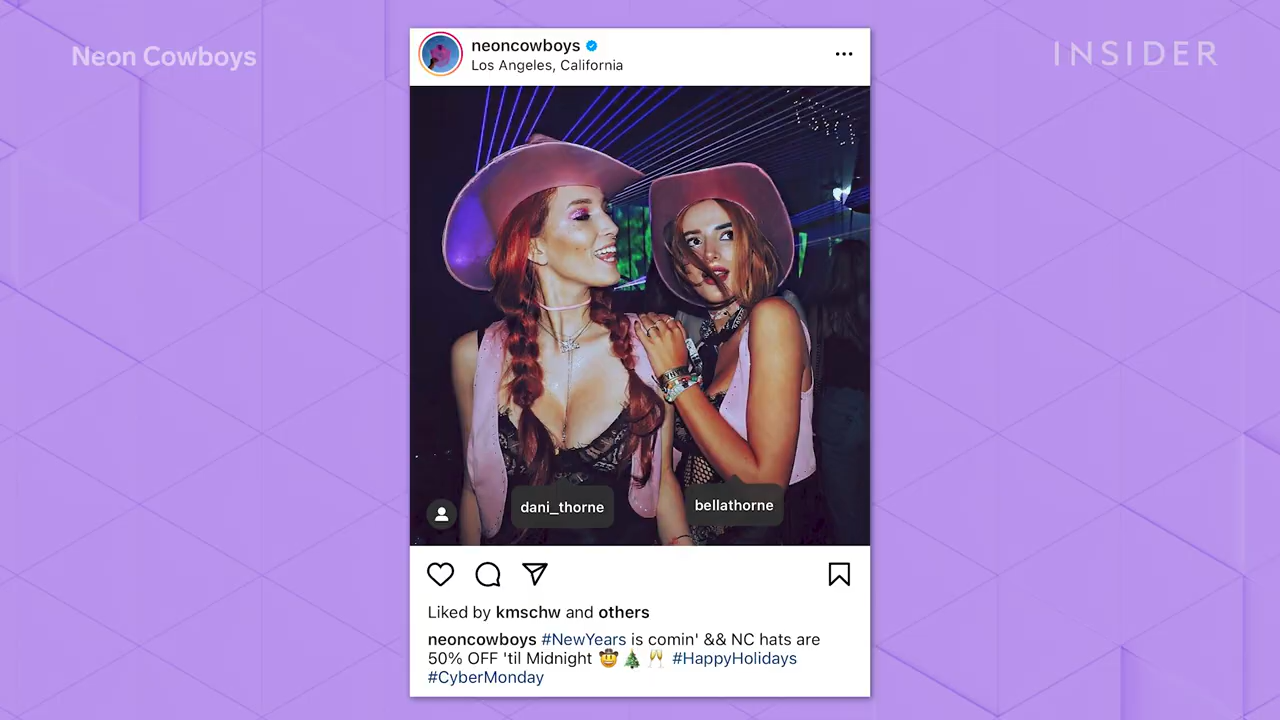 Neon Cowboys
INSIDER
neoncowboys
Los Angeles, California
dani_thorne
bellathorne
Liked by kmschw and others
neoncowboys #NewYears is comin' && NC hats are
50% OFF 'til Midnight 🤠🎄🥂 #HappyHolidays
#CyberMonday